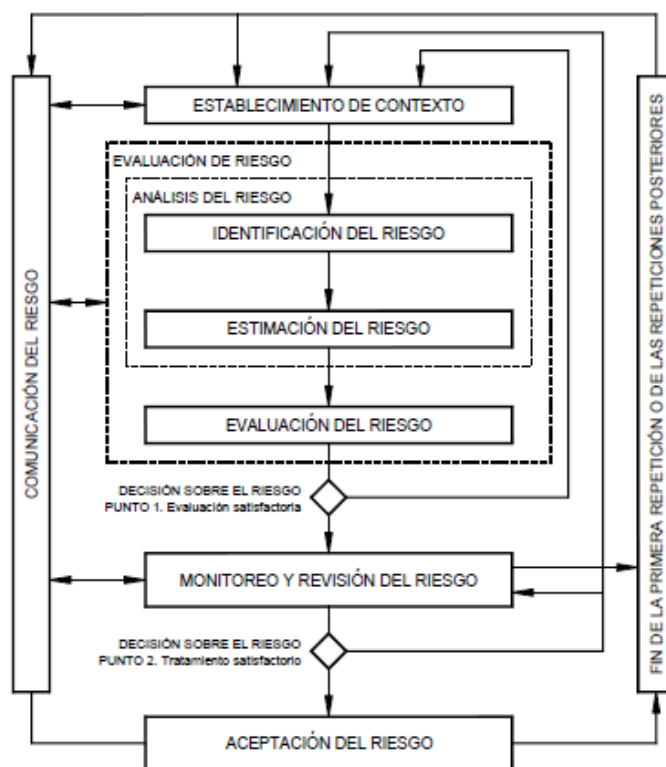 ESTABLECIMIENTO DE CONTEXTO
EVALUACIÓN DE RIESGO
ANÁLISIS DEL RIESGO
IDENTIFICACIÓN DEL RIESGO
ESTIMACIÓN DEL RIESGO
EVALUACIÓN DEL RIESGO
DECISIÓN SOBRE EL RIESGO
PUNTO 1. Evaluación satisfactoria
MONITOREO Y REVISIÓN DEL RIESGO
DECISIÓN SOBRE EL RIESGO
PUNTO 2. Tratamiento satisfactorio
ACEPTACIÓN DEL RIESGO
COMUNICACIÓN DEL RIESGO
FIN DE LA PRIMERA REPETICIÓN O DE LAS REPETICIONES POSTERIORES